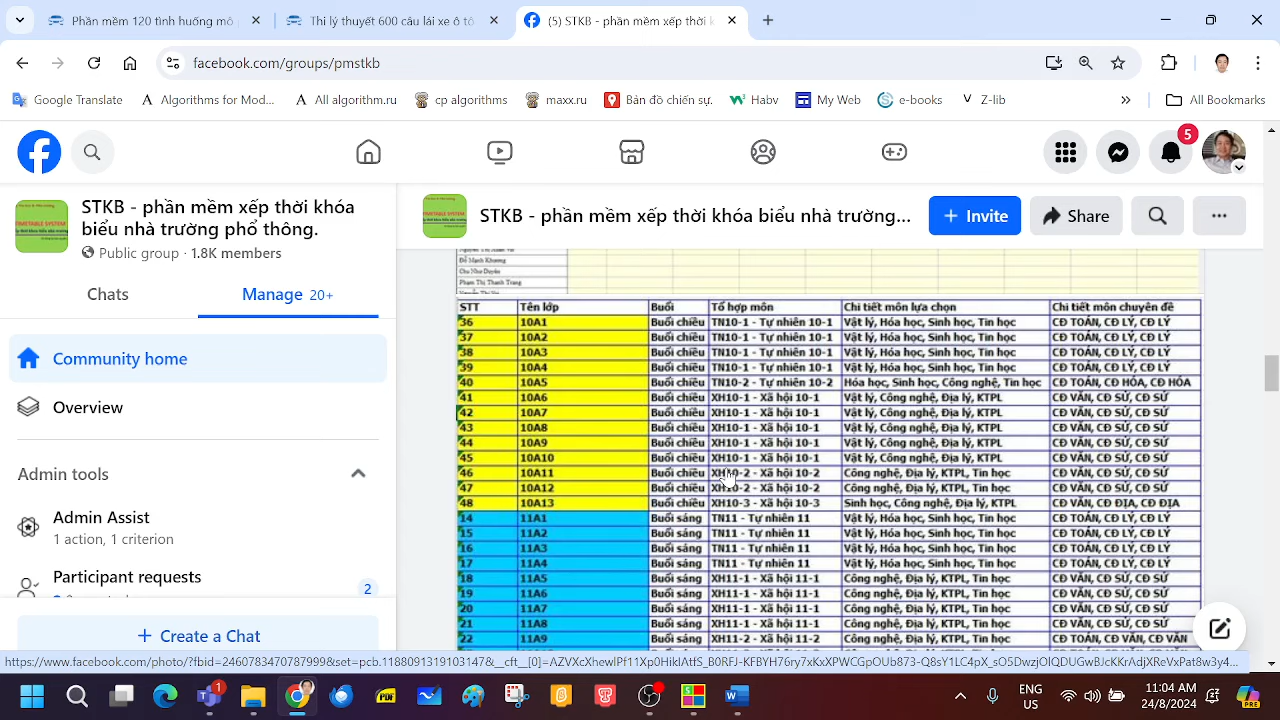 Phần mềm 120 tình huống mô
Thi lý thuyết 600 câu lái xe ô tô
(5) STKB - phần mềm xếp thời k
facebook.com/groups/pmstkb
Google Translate
Algorithms for Mod...
All algorithm.ru
cp algorithms
maxx.ru
Bản đồ chiến sự.
Habv
My Web
e-books
Z-lib
All Bookmarks
5
STKB - phần mềm xếp thời khóa
biểu nhà trường phổ thông.
Public group · 1.8K members
STKB - phần mềm xếp thời khóa biểu nhà trường...
Invite
Share
Chats
Manage 20+
Community home
Overview
Admin tools
Admin Assist
1 action, 1 criterion
Participant requests
2
Create a Chat
Đỗ Mạnh Khương
Chu Như Duyên
Phạm Thị Thanh Trang
STT Tên lớp Buổi Tổ hợp môn Chi tiết môn lựa chọn Chi tiết môn chuyên đề
36 10A1 Buổi chiều TN10-1 - Tự nhiên 10-1 Vật lý, Hóa học, Sinh học, Tin học CĐ TOÁN, CĐ LÝ, CĐ LÝ
37 10A2 Buổi chiều TN10-1 - Tự nhiên 10-1 Vật lý, Hóa học, Sinh học, Tin học CĐ TOÁN, CĐ LÝ, CĐ LÝ
38 10A3 Buổi chiều TN10-1 - Tự nhiên 10-1 Vật lý, Hóa học, Sinh học, Tin học CĐ TOÁN, CĐ LÝ, CĐ LÝ
39 10A4 Buổi chiều TN10-1 - Tự nhiên 10-1 Vật lý, Hóa học, Sinh học, Tin học CĐ TOÁN, CĐ LÝ, CĐ LÝ
40 10A5 Buổi chiều TN10-2 - Tự nhiên 10-2 Hóa học, Sinh học, Công nghệ, Tin học CĐ TOÁN, CĐ HÓA, CĐ HÓA
41 10A6 Buổi chiều XH10-1 - Xã hội 10-1 Vật lý, Công nghệ, Địa lý, KTPL CĐ VĂN, CĐ SỬ, CĐ SỬ
42 10A7 Buổi chiều XH10-1 - Xã hội 10-1 Vật lý, Công nghệ, Địa lý, KTPL CĐ VĂN, CĐ SỬ, CĐ SỬ
43 10A8 Buổi chiều XH10-1 - Xã hội 10-1 Vật lý, Công nghệ, Địa lý, KTPL CĐ VĂN, CĐ SỬ, CĐ SỬ
44 10A9 Buổi chiều XH10-1 - Xã hội 10-1 Vật lý, Công nghệ, Địa lý, KTPL CĐ VĂN, CĐ SỬ, CĐ SỬ
45 10A10 Buổi chiều XH10-1 - Xã hội 10-1 Vật lý, Công nghệ, Địa lý, KTPL CĐ VĂN, CĐ SỬ, CĐ SỬ
46 10A11 Buổi chiều XH10-2 - Xã hội 10-2 Công nghệ, Địa lý, KTPL, Tin học CĐ VĂN, CĐ SỬ, CĐ SỬ
47 10A12 Buổi chiều XH10-2 - Xã hội 10-2 Công nghệ, Địa lý, KTPL, Tin học CĐ VĂN, CĐ SỬ, CĐ SỬ
48 10A13 Buổi chiều XH10-3 - Xã hội 10-3 Sinh học, Công nghệ, Địa lý, KTPL CĐ VĂN, CĐ ĐỊA, CĐ ĐỊA
14 11A1 Buổi sáng TN11 - Tự nhiên 11 Vật lý, Hóa học, Sinh học, Tin học CĐ TOÁN, CĐ LÝ, CĐ LÝ
15 11A2 Buổi sáng TN11 - Tự nhiên 11 Vật lý, Hóa học, Sinh học, Tin học CĐ TOÁN, CĐ LÝ, CĐ LÝ
16 11A3 Buổi sáng TN11 - Tự nhiên 11 Vật lý, Hóa học, Sinh học, Tin học CĐ TOÁN, CĐ LÝ, CĐ LÝ
17 11A4 Buổi sáng TN11 - Tự nhiên 11 Vật lý, Hóa học, Sinh học, Tin học CĐ TOÁN, CĐ LÝ, CĐ LÝ
18 11A5 Buổi sáng XH11-1 - Xã hội 11-1 Công nghệ, Địa lý, KTPL, Tin học CĐ VĂN, CĐ SỬ, CĐ SỬ
19 11A6 Buổi sáng XH11-1 - Xã hội 11-1 Công nghệ, Địa lý, KTPL, Tin học CĐ VĂN, CĐ SỬ, CĐ SỬ
20 11A7 Buổi sáng XH11-1 - Xã hội 11-1 Công nghệ, Địa lý, KTPL, Tin học CĐ VĂN, CĐ SỬ, CĐ SỬ
21 11A8 Buổi sáng XH11-1 - Xã hội 11-1 Công nghệ, Địa lý, KTPL, Tin học CĐ VĂN, CĐ SỬ, CĐ SỬ
22 11A9 Buổi sáng XH11-2 - Xã hội 11-2 Công nghệ, Địa lý, KTPL, Tin học CĐ TOÁN, CĐ VĂN, CĐ VĂN
1
PDF
ENG
US
11:04 AM
24/8/2024
PRE